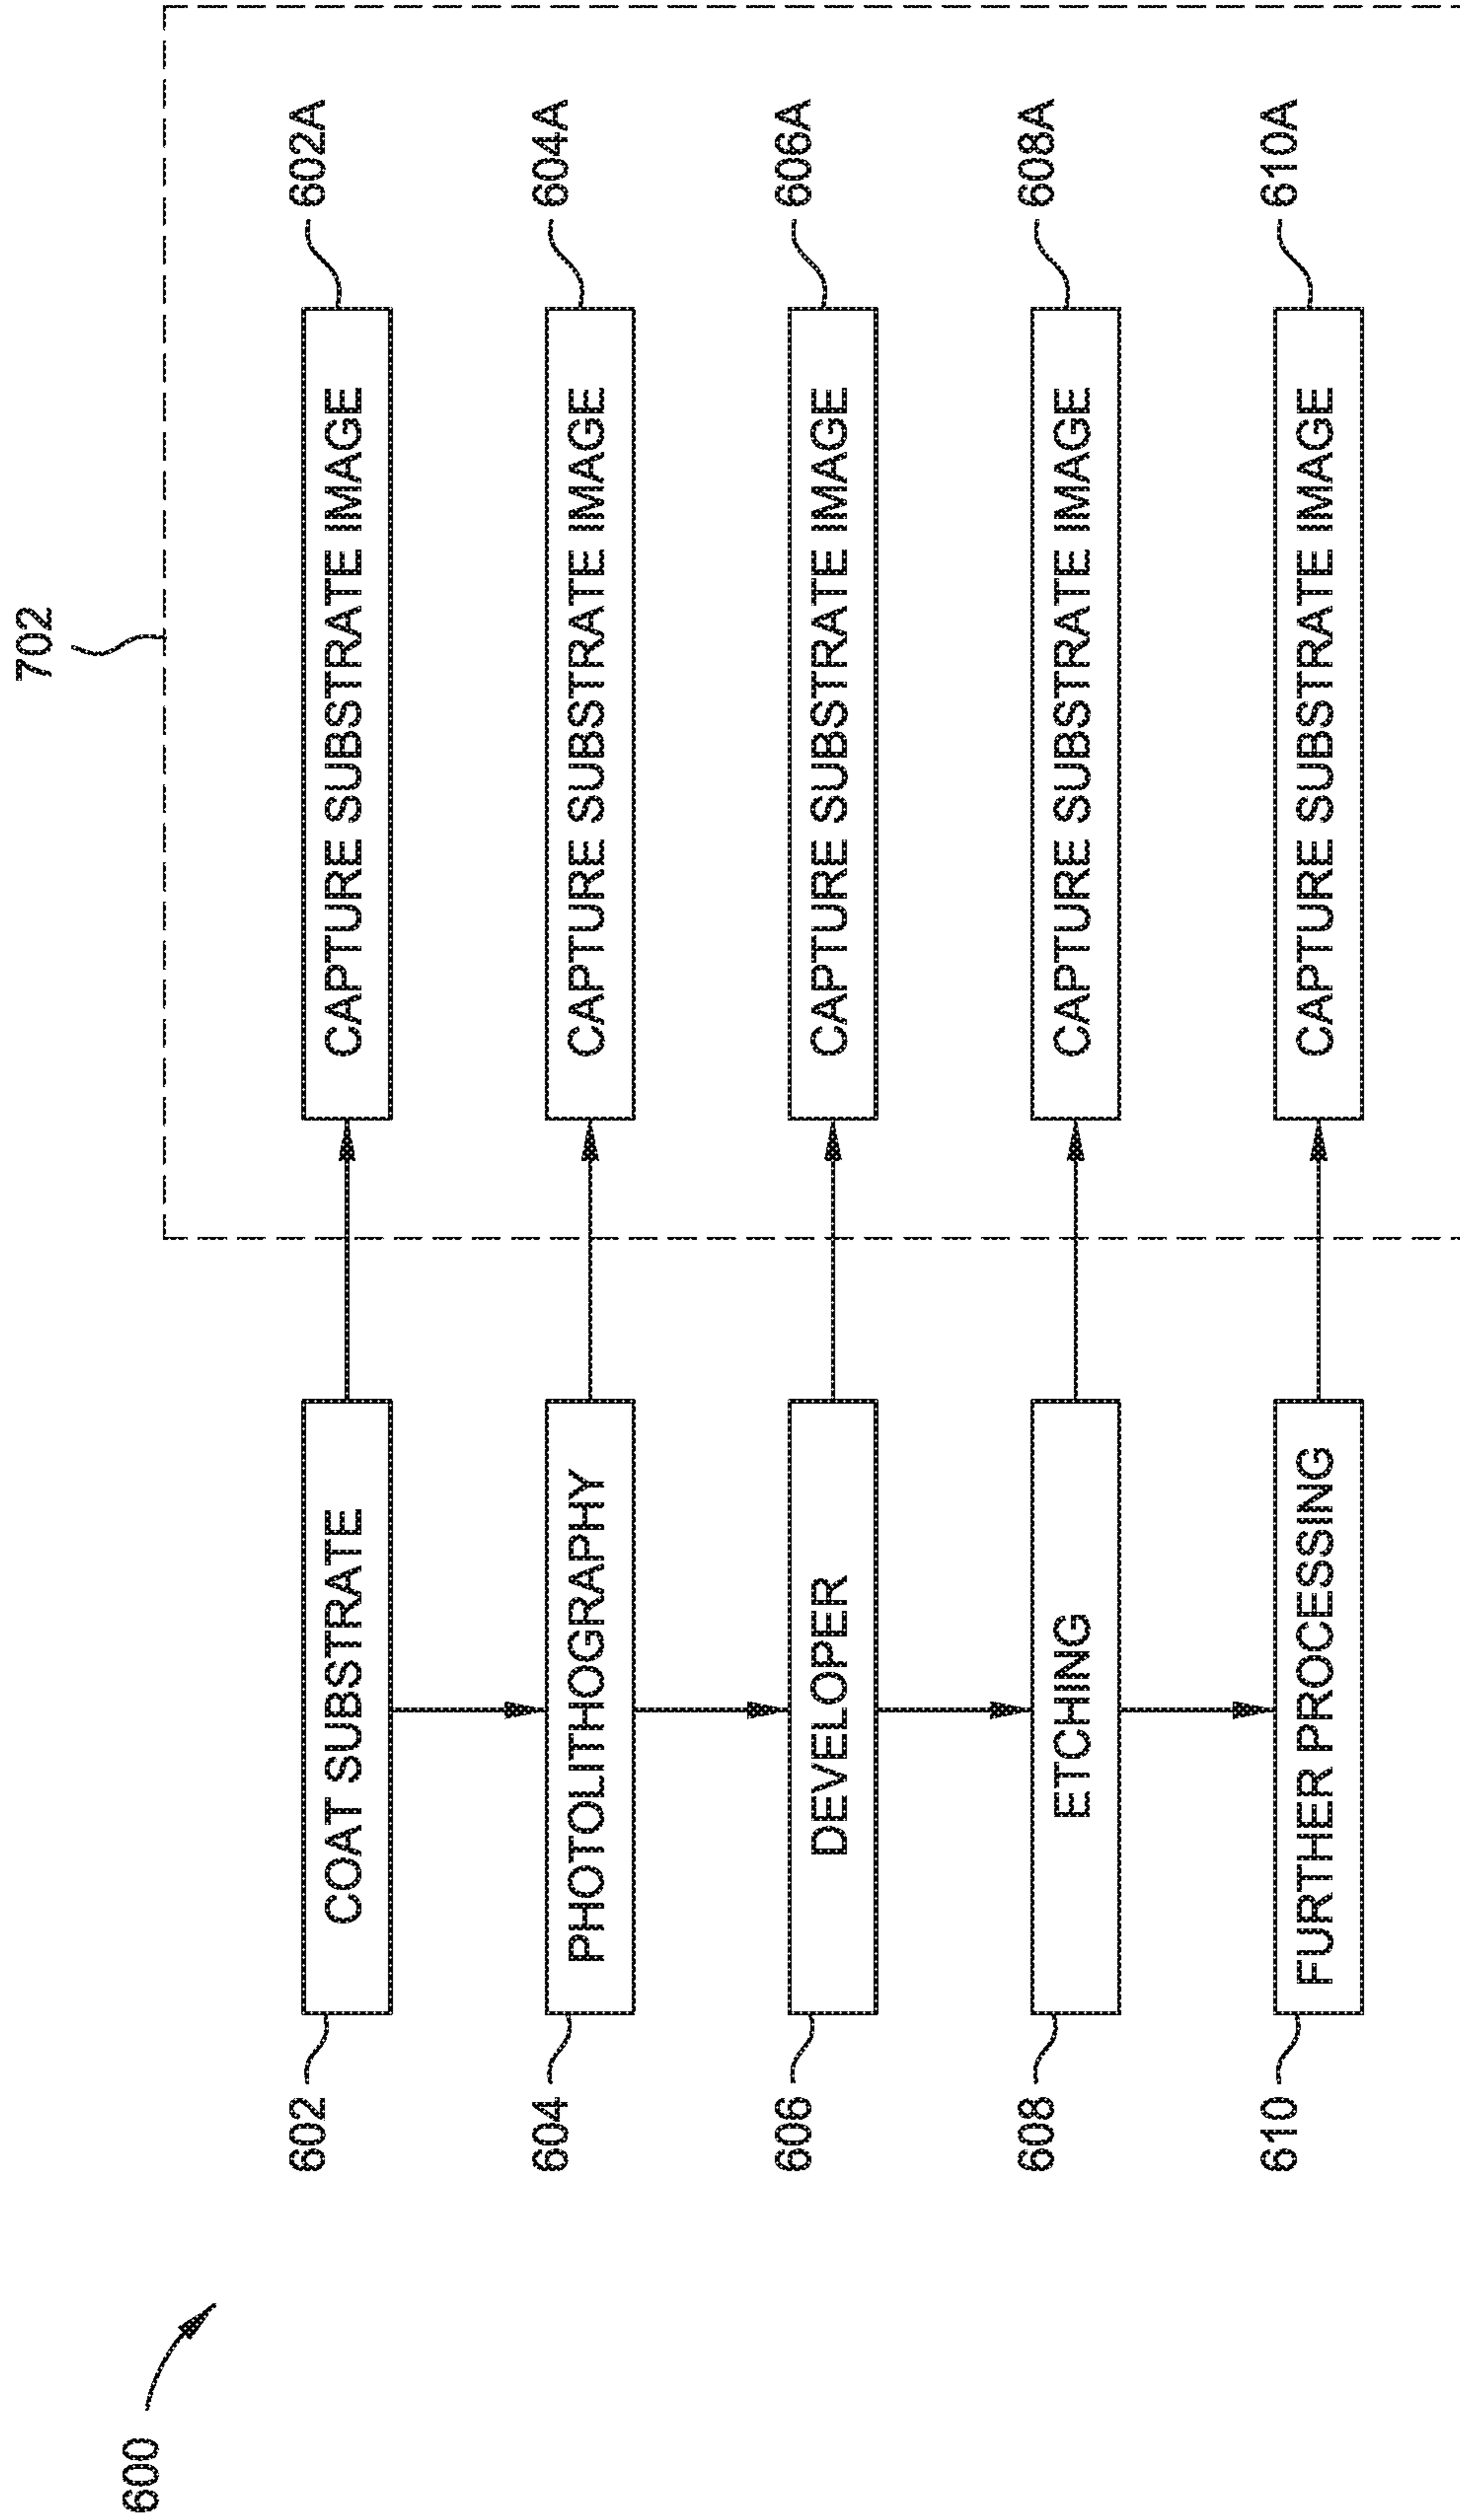 600
702
602
COAT SUBSTRATE
CAPTURE SUBSTRATE IMAGE
602A
604
PHOTOLITHOGRAPHY
CAPTURE SUBSTRATE IMAGE
604A
606
DEVELOPER
CAPTURE SUBSTRATE IMAGE
606A
608
ETCHING
CAPTURE SUBSTRATE IMAGE
608A
610
FURTHER PROCESSING
CAPTURE SUBSTRATE IMAGE
610A